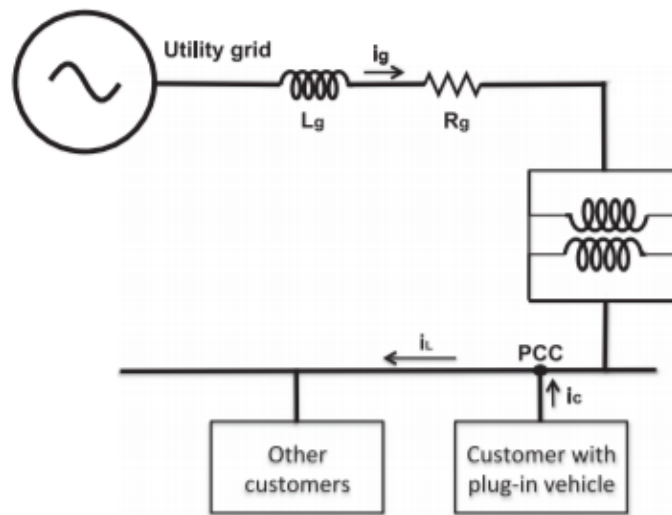 Utility grid
ig
Lg
Rg
iL
PCC
ic
Other
customers
Customer with
plug-in vehicle